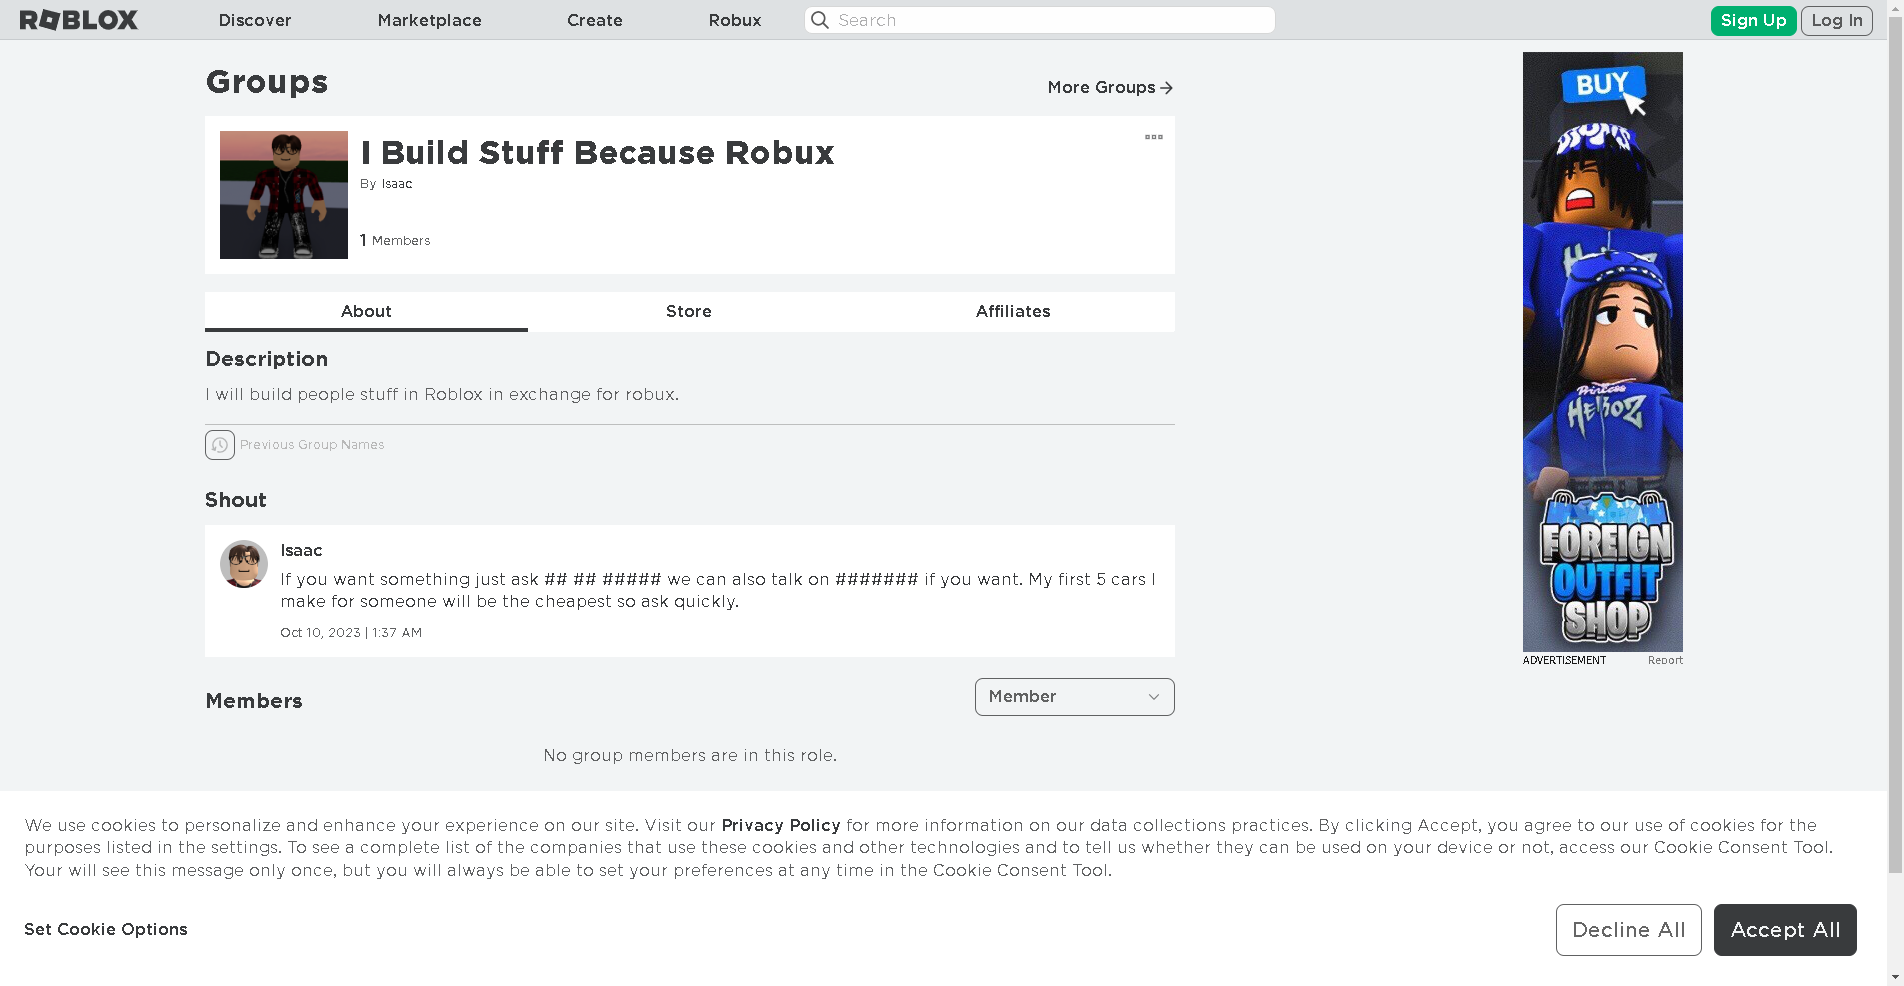 ROBLOX
Discover
Marketplace
Create
Robux
Search
Sign Up
Log In
Groups
More Groups
I Build Stuff Because Robux
By Isaac
1 Members
About
Store
Affiliates
Description
I will build people stuff in Roblox in exchange for robux.
Previous Group Names
Shout
Isaac
If you want something just ask ## ## ##### we can also talk on ####### if you want. My first 5 cars I
make for someone will be the cheapest so ask quickly.
Oct 10, 2023 | 1:37 AM
Members
Member
No group members are in this role.
BUY
Princess
HEROZ
FOREIGN
OUTFIT
SHOP
ADVERTISEMENT
Report
We use cookies to personalize and enhance your experience on our site. Visit our Privacy Policy for more information on our data collections practices. By clicking Accept, you agree to our use of cookies for the
purposes listed in the settings. To see a complete list of the companies that use these cookies and other technologies and to tell us whether they can be used on your device or not, access our Cookie Consent Tool.
Your will see this message only once, but you will always be able to set your preferences at any time in the Cookie Consent Tool.
Set Cookie Options
Decline All
Accept All